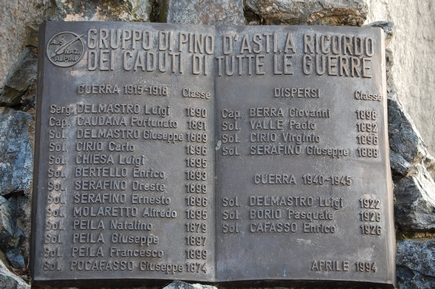 GRUPPO DI PINO D'ASTI A RICORDO
DEI CADUTI DI TUTTE LE GUERRE
GUERRA 1915-1918 Classe
Serg. DELMASTRO Luigi 1890
Cap. CAUDANA Fortunato 1891
Sol. DELMASTRO Giuseppe 1889
Sol. CIRIO Carlo 1898
Sol. CHIESA Luigi 1895
Sol. BERTELLO Enrico 1893
Sol. SERAFINO Oreste 1899
Sol. SERAFINO Ernesto 1896
Sol. MOLARETTO Alfredo 1895
Sol. PEILA Natalino 1879
Sol. PEILA Giuseppe 1897
Sol. PEILA Francesco 1899
Sol. POCAFASSO Giuseppe 1874
DISPERSI Classe
Cap. BERRA Giovanni 1896
Sol. VALLE Paolo 1892
Sol. CIRIO Virginio 1898
Sol. SERAFINO Giuseppe 1888
GUERRA 1940-1945
Sol. DELMASTRO Luigi 1922
Sol. BORIO Pasquale 1926
Sol. CAFASSO Enrico 1926
APRILE 1994